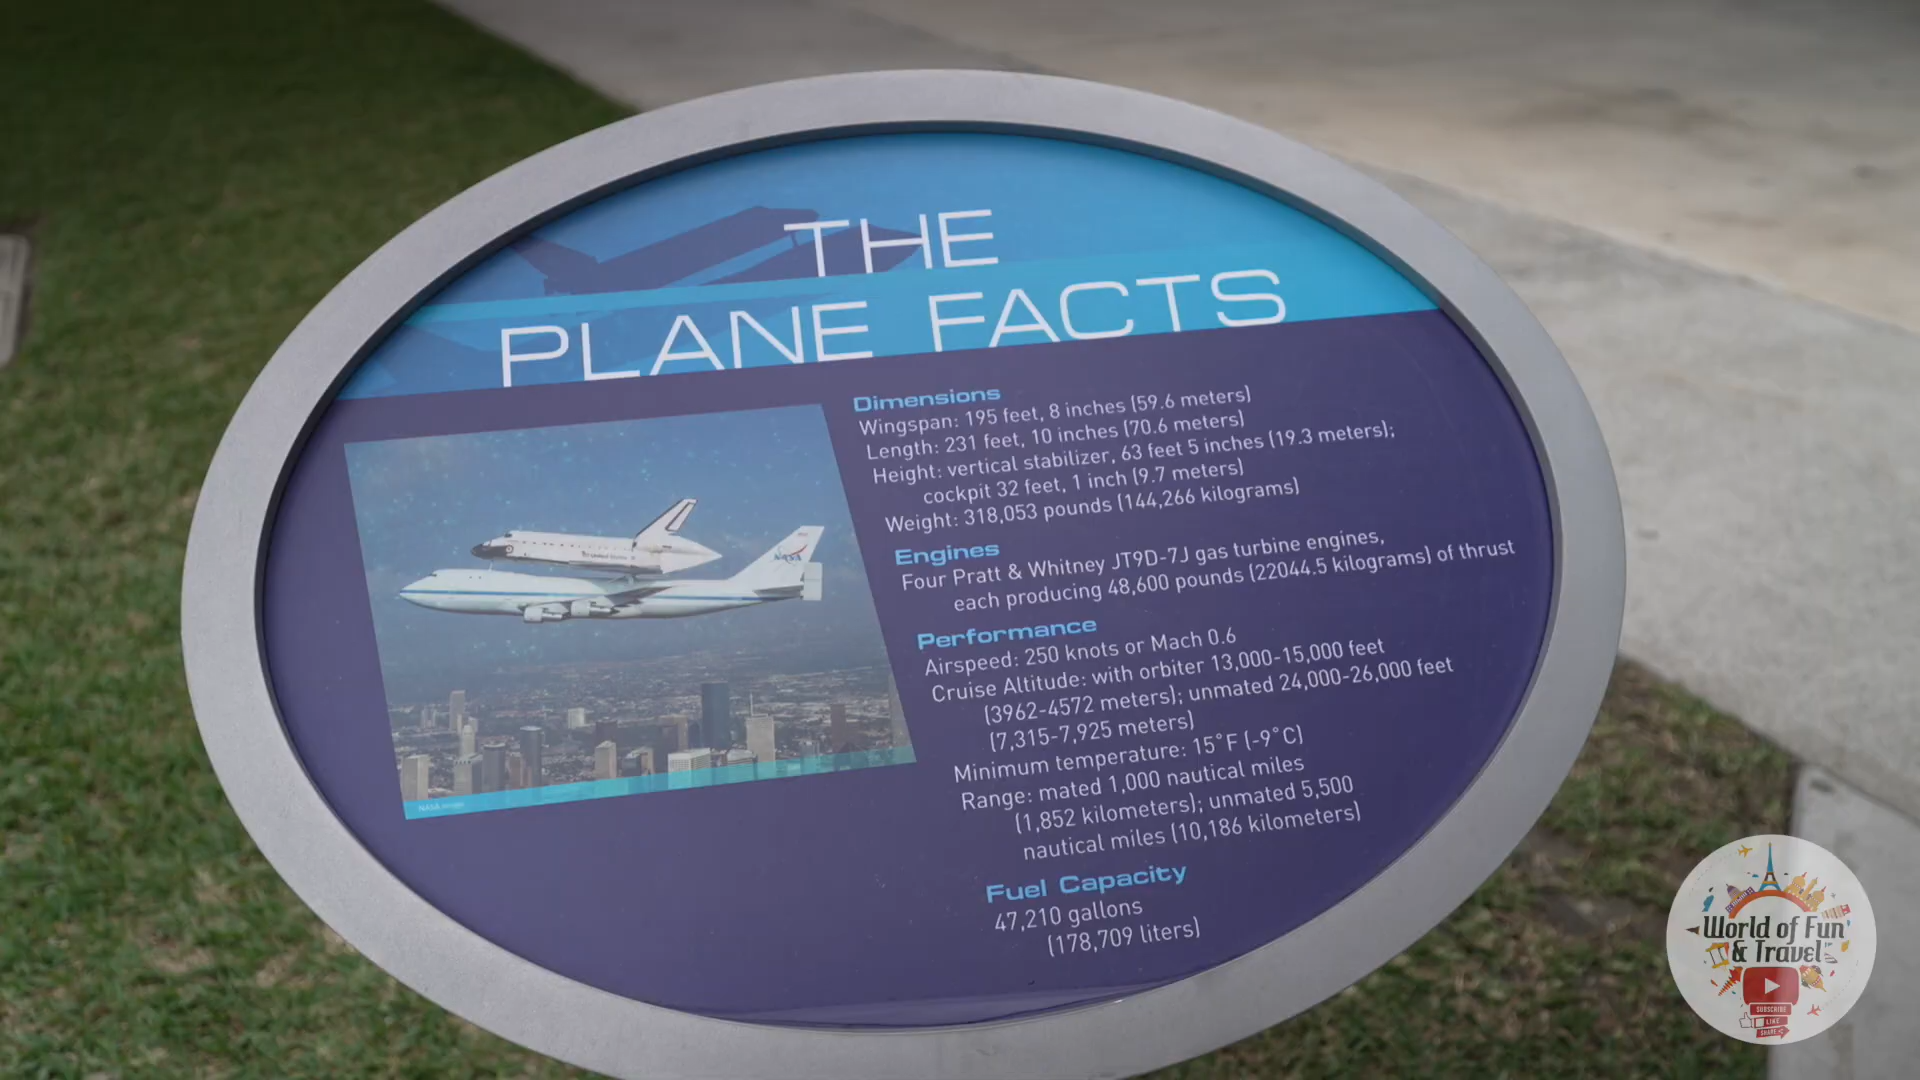 THE
PLANE FACTS
Dimensions
Wingspan: 195 feet, 8 inches (59.6 meters)
Length: 231 feet, 10 inches (70.6 meters)
Height: vertical stabilizer, 63 feet 5 inches (19.3 meters);
cockpit 32 feet, 1 inch (9.7 meters)
Weight: 318,053 pounds (144,266 kilograms)
Engines
Four Pratt & Whitney JT9D-7J gas turbine engines,
each producing 48,600 pounds (22044.5 kilograms) of thrust
Performance
Airspeed: 250 knots or Mach 0.6
Cruise Altitude: with orbiter 13,000-15,000 feet
(3962-4572 meters); unmated 24,000-26,000 feet
(7,315-7,925 meters)
Minimum temperature: 15°F (-9°C)
Range: mated 1,000 nautical miles
(1,852 kilometers); unmated 5,500
nautical miles (10,186 kilometers)
Fuel Capacity
47,210 gallons
(178,709 liters)
NASA
NASA image
World of Fun
& Travel
SUBSCRIBE
LIKE
SHARE